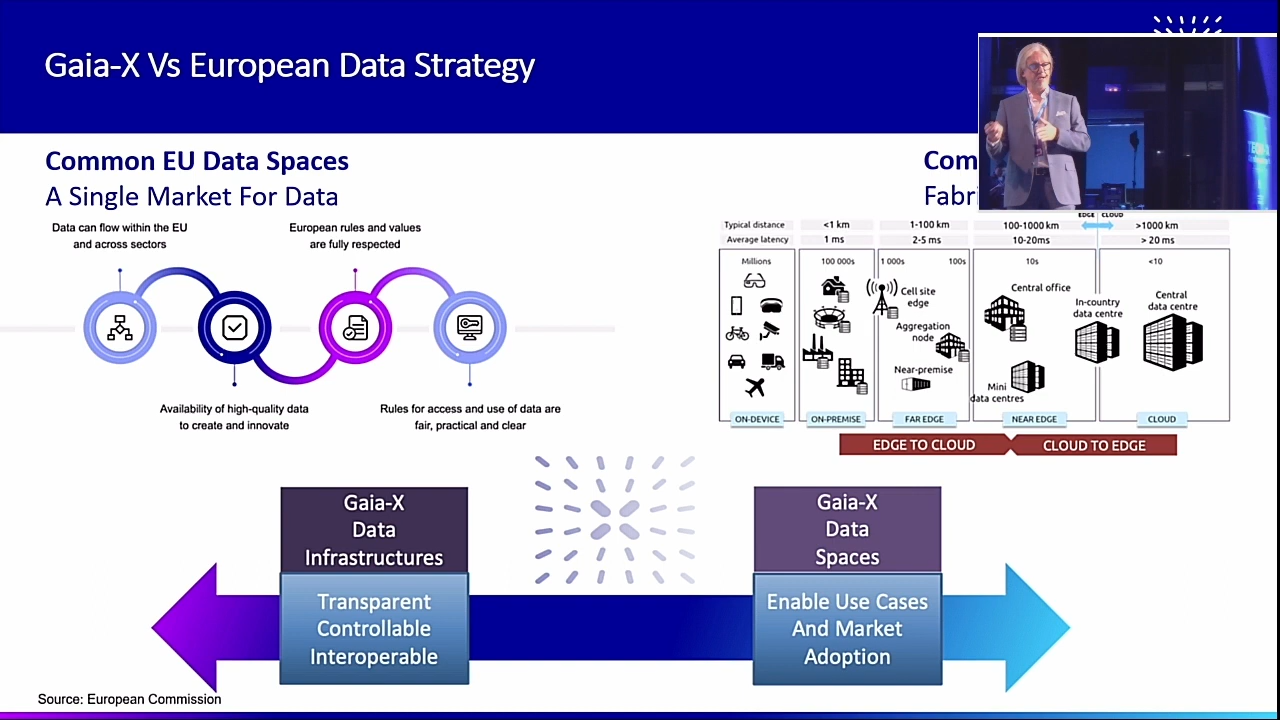 Gaia-X Vs European Data Strategy
Common EU Data Spaces
A Single Market For Data
Data can flow within the EU
and across sectors
European rules and values
are fully respected
Availability of high-quality data
to create and innovate
Rules for access and use of data are
fair, practical and clear
EDGE CLOUD
Typical distance <1 km 1-100 km 100-1000 km >1000 km
Average latency 1 ms 2-5 ms 10-20ms > 20 ms
Millions 100 000s 1 000s 100s 10s <10
Cell site
edge
Aggregation
node
Near-premise
Central office
Mini
data centres
In-country
data centre
Central
data centre
ON-DEVICE ON-PREMISE FAR EDGE NEAR EDGE CLOUD
EDGE TO CLOUD CLOUD TO EDGE
Gaia-X
Data
Infrastructures
Transparent
Controllable
Interoperable
Gaia-X
Data
Spaces
Enable Use Cases
And Market
Adoption
Source: European Commission